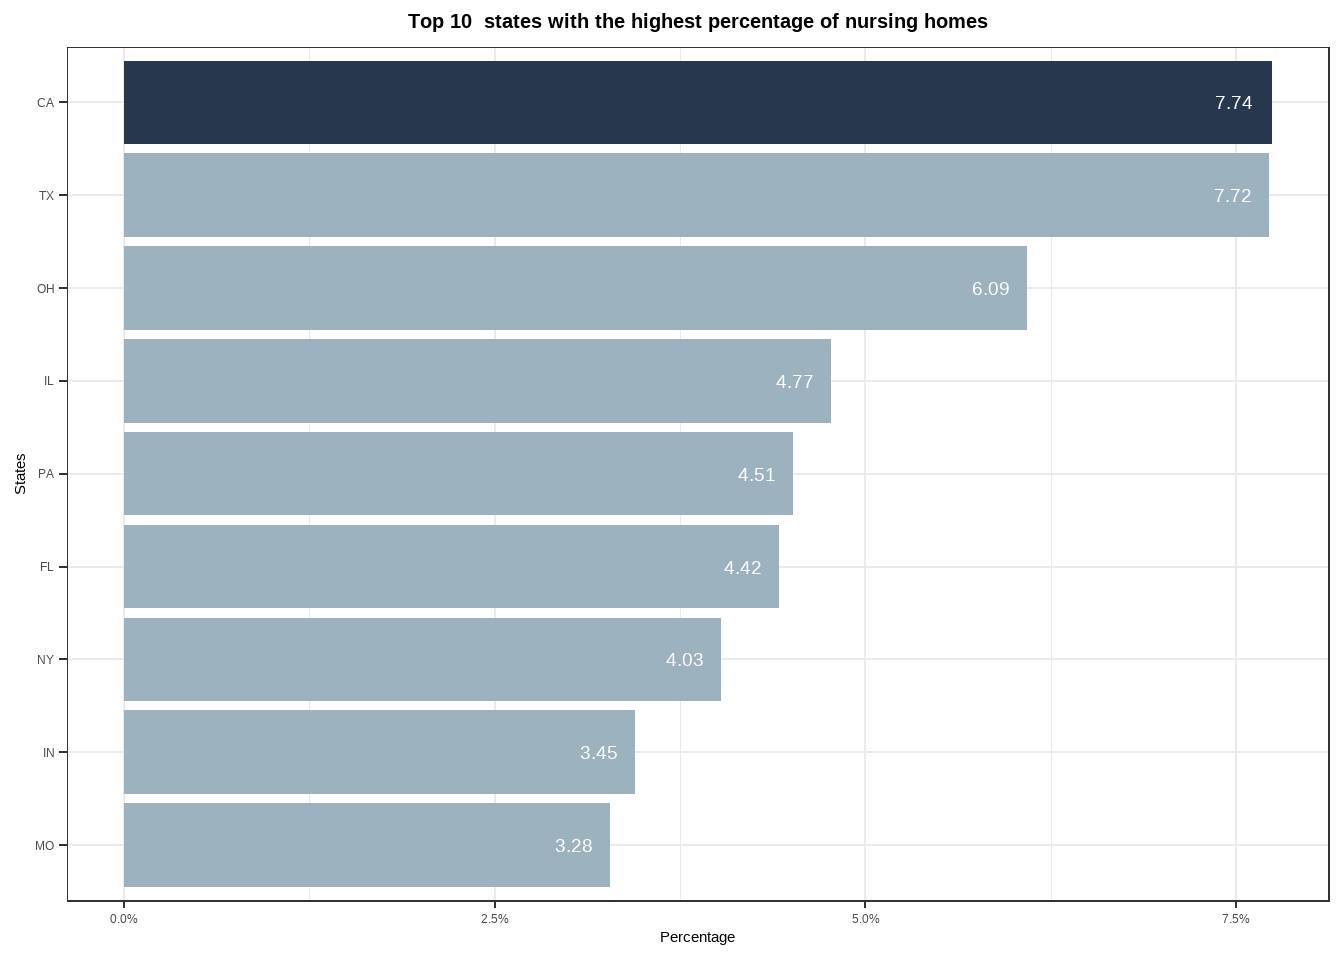 Top 10  states with the highest percentage of nursing homes
CA 7.74
TX 7.72
OH 6.09
IL 4.77
PA 4.51
FL 4.42
NY 4.03
IN 3.45
MO 3.28
States
0.0% 2.5% 5.0% 7.5%
Percentage